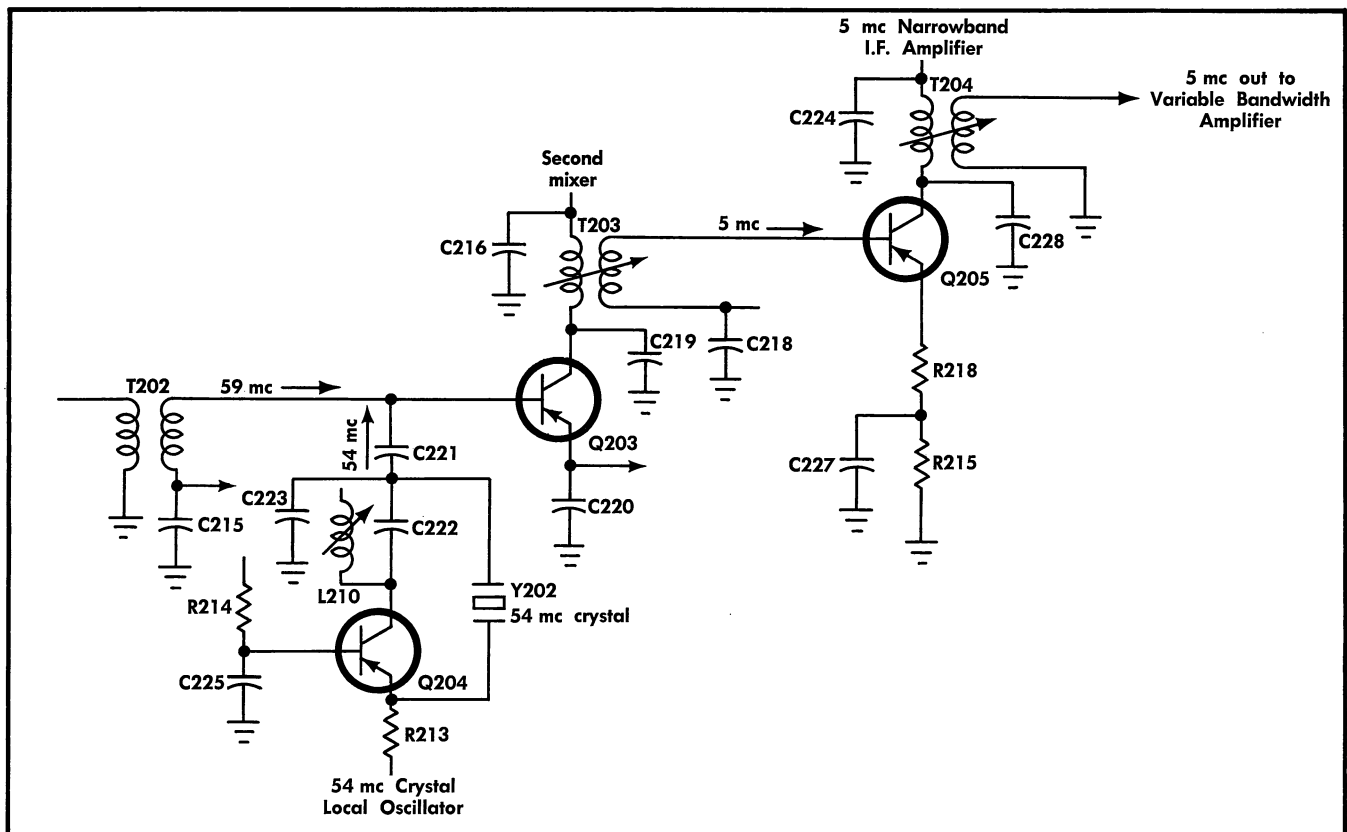 5 mc Narrowband
I.F. Amplifier
T204
5 mc out to
Variable Bandwidth
Amplifier
C224
Second
mixer
T203
C216
5 mc
C228
Q205
C219
C218
R218
T202
59 mc
54 mc
C221
Q203
C227
R215
C223
C222
C220
C215
L210
Y202
54 mc crystal
R214
C225
Q204
R213
54 mc Crystal
Local Oscillator